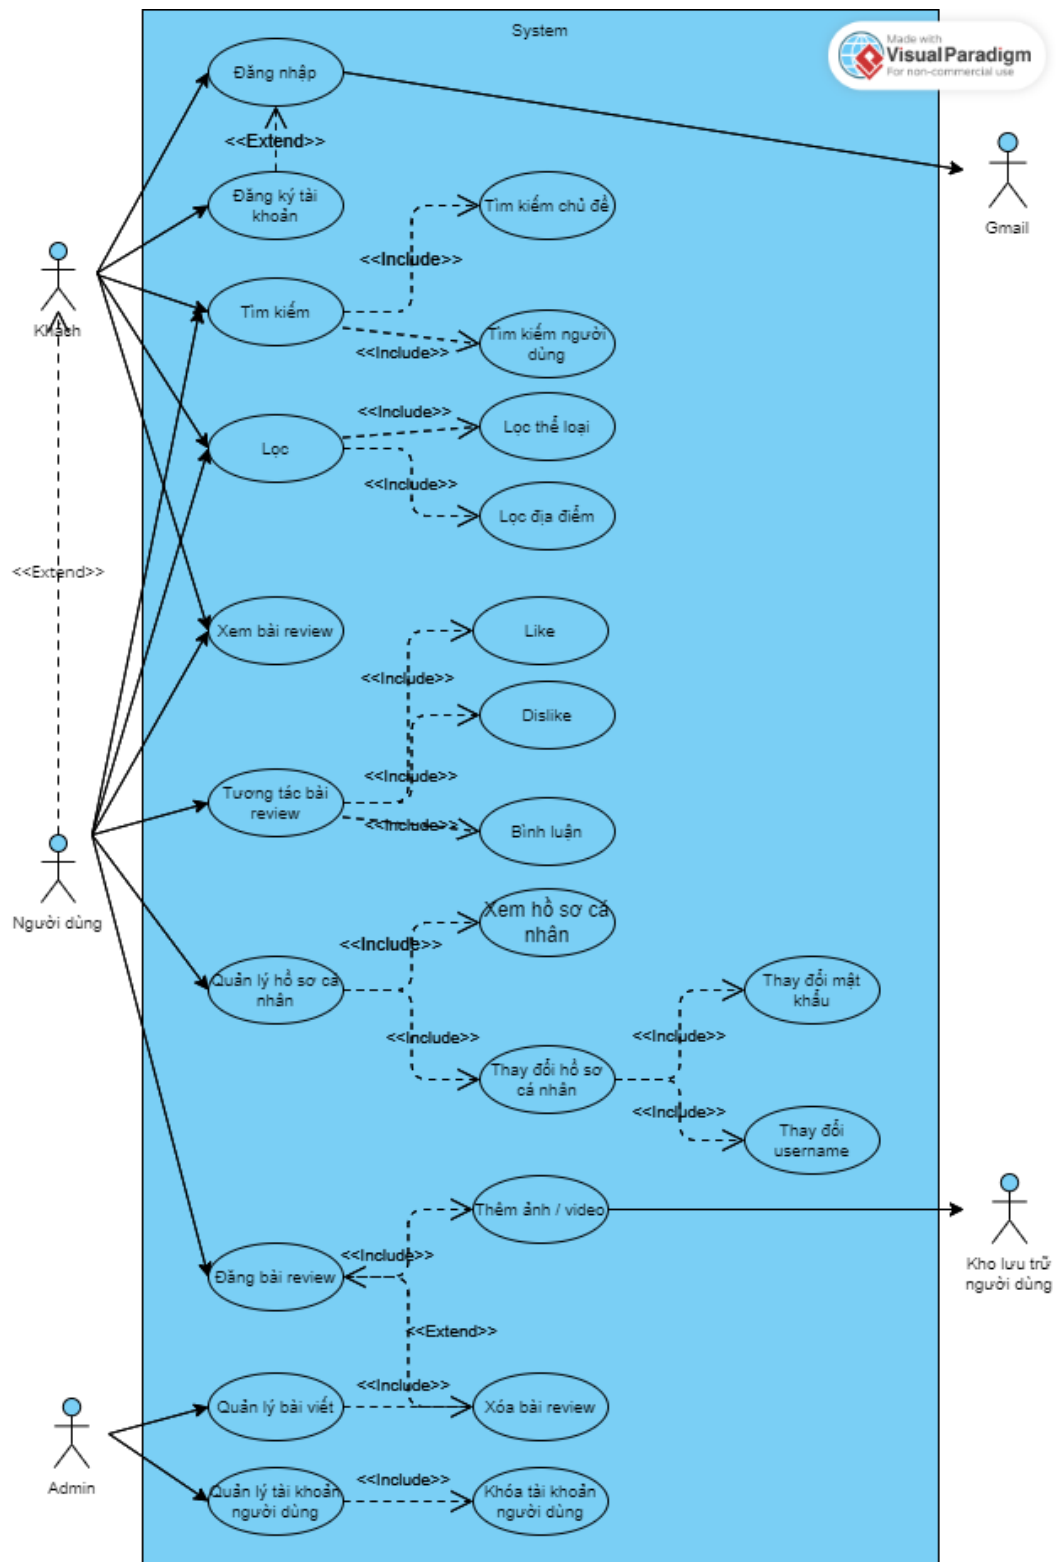 System
Made with
Visual Paradigm
For non-commercial use
Đăng nhập
<<Extend>>
Gmail
Đăng ký tài
khoản
Tìm kiếm chủ đề
<<Include>>
Khách
Tìm kiếm
Tìm kiếm người
dùng
<<Include>>
<<Include>>
Lọc thể loại
Lọc
<<Include>>
Lọc địa điểm
<<Extend>>
Xem bài review
Like
<<Include>>
Dislike
<<Include>>
Tương tác bài
review
<<Include>>
Bình luận
Người dùng
Xem hồ sơ cá
nhân
<<Include>>
Quản lý hồ sơ cá
nhân
Thay đổi mật
khẩu
<<Include>>
<<Include>>
Thay đổi hồ sơ
cá nhân
<<Include>>
Thay đổi
username
Thêm ảnh / video
<<Include>>
Kho lưu trữ
người dùng
Đăng bài review
<<Extend>>
<<Include>>
Quản lý bài viết
Xóa bài review
Admin
<<Include>>
Quản lý tài khoản
người dùng
Khóa tài khoản
người dùng